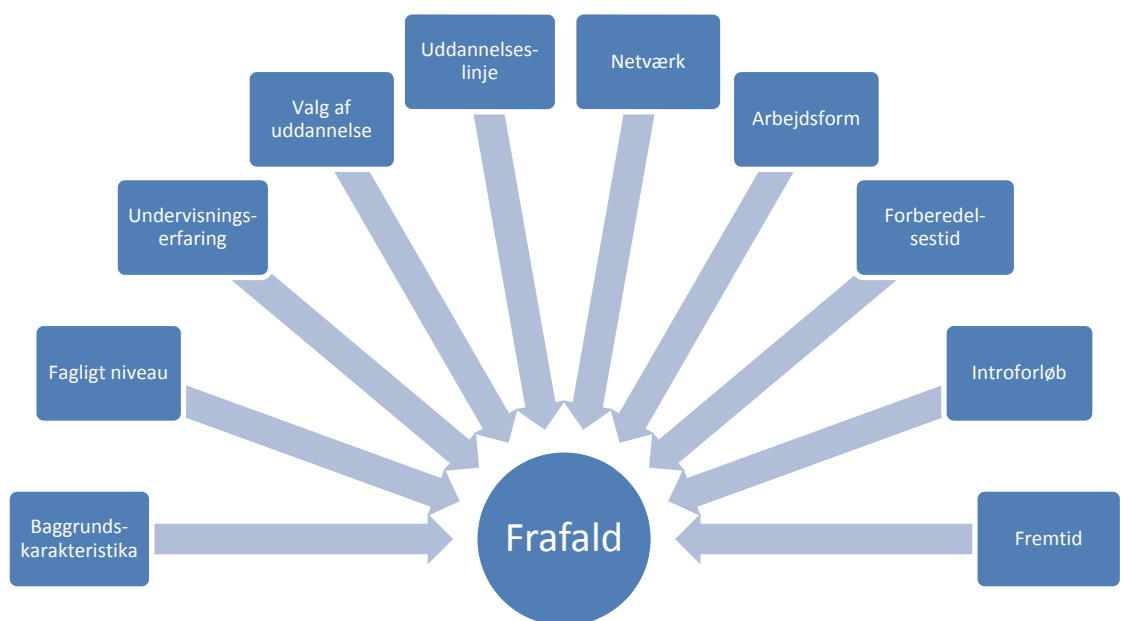 Uddannelses-
linje
Netværk
Valg af
uddannelse
Arbejdsform
Undervisnings-
erfaring
Forberedel-
sestid
Fagligt niveau
Introforløb
Baggrunds-
karakteristika
Frafald
Fremtid